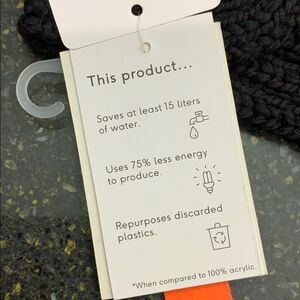 This product...
Saves at least 15 liters
of water.
Uses 75% less energy
to produce.
Repurposes discarded
plastics.
*When compared to 100% acrylic.